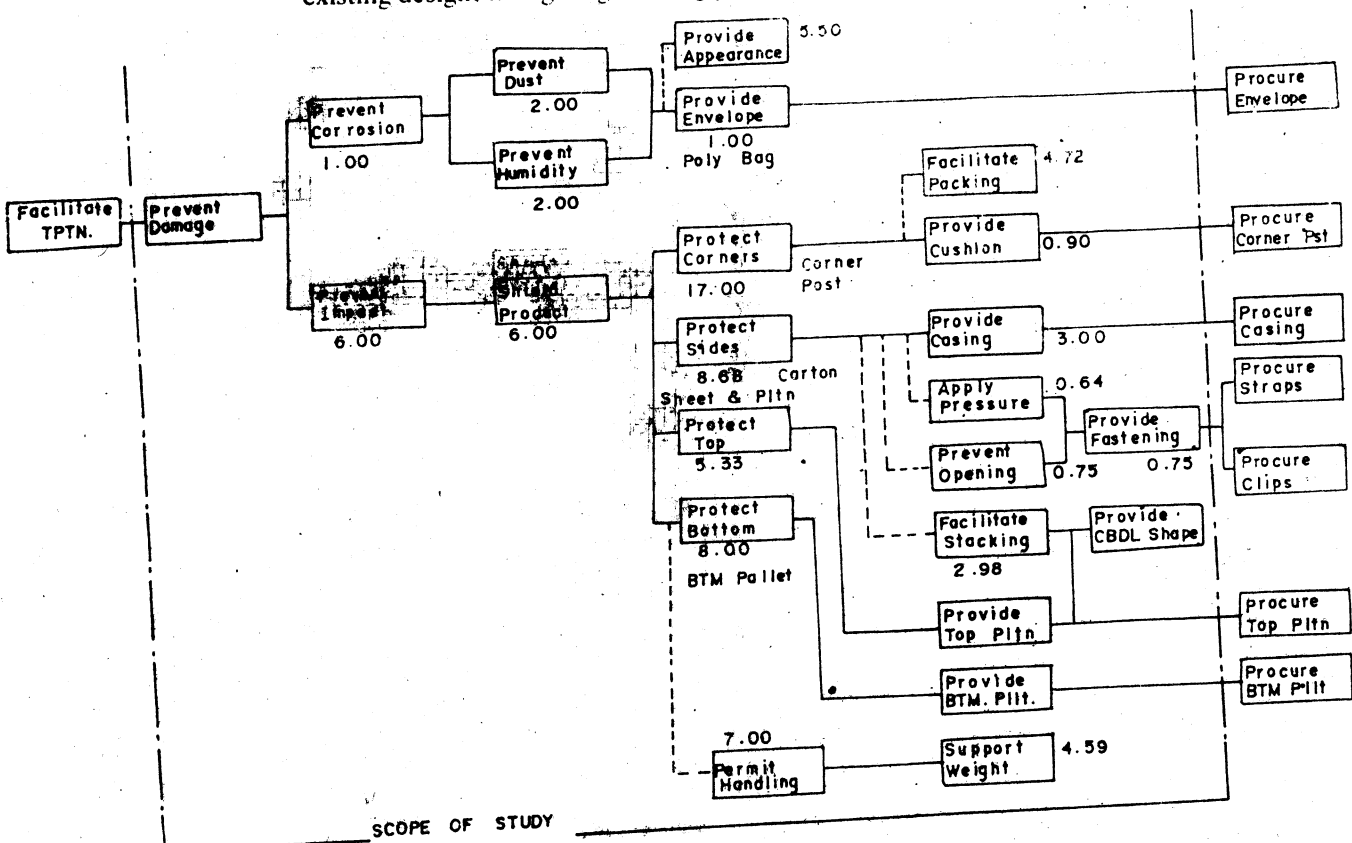 existing design.
Facilitate
TPTN.
Prevent
Damage
Prevent
Corrosion
1.00
Prevent
Dust
2.00
Prevent
Humidity
2.00
Provide
Appearance
5.50
Provide
Envelope
1.00
Poly Bag
Procure
Envelope
Prevent
Impact
6.00
Shield
Product
6.00
Protect
Corners
17.00
Corner
Post
Facilitate
Packing
4.72
Provide
Cushion
0.90
Procure
Corner Pst
Protect
Sides
8.68 Carton
Sheet & Pltn
Provide
Casing
3.00
Procure
Casing
Apply
Pressure
0.64
Prevent
Opening
0.75
Provide
Fastening
0.75
Procure
Straps
Procure
Clips
Protect
Top
5.33
Protect
Bottom
8.00
BTM Pallet
Facilitate
Stacking
2.98
Provide
CBDL Shape
Provide
Top Pltn
Procure
Top Pltn
Provide
BTM. Pllt.
Procure
BTM Pllt
7.00
Permit
Handling
Support
Weight
4.59
SCOPE OF STUDY